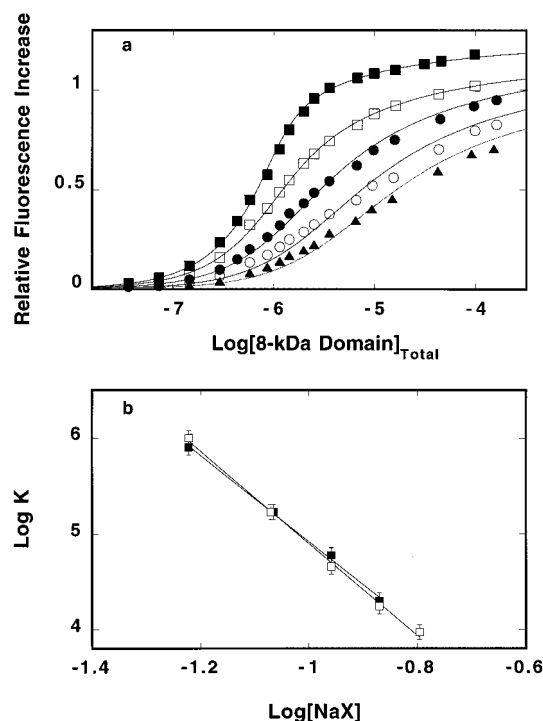 a
Relative Fluorescence Increase
1
0.5
0
-7 -6 -5 -4
Log[8-kDa Domain]Total
b
Log K
6
5
4
-1.4 -1.2 -1 -0.8 -0.6
Log[NaX]